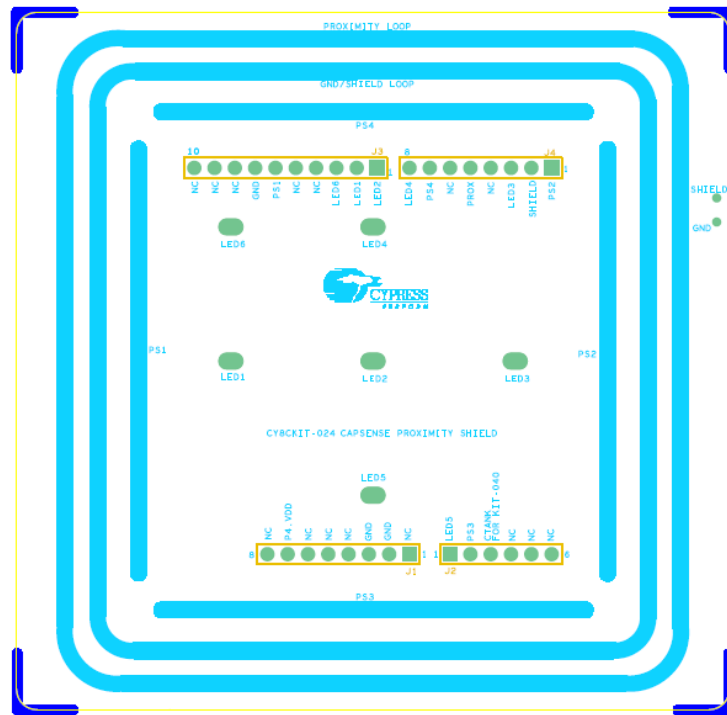 PROXIMITY LOOP
GND/SHIELD LOOP
PS4
10
J3
1
8
J4
1
NC
NC
NC
GND
PS1
NC
NC
LED6
LED1
LED2
LED4
PS4
NC
PROX
NC
LED3
SHIELD
PS2
SHIELD
GND
LED6
LED4
CYPRESS
PERFORM
PS1
PS2
LED1
LED2
LED3
CY8CKIT-024 CAPSENSE PROXIMITY SHIELD
LED5
NC
P4.VDD
NC
NC
NC
GND
GND
NC
LED5
PS3
CTANK
FOR KIT-040
NC
NC
NC
8
1
1
6
J1
J2
PS3